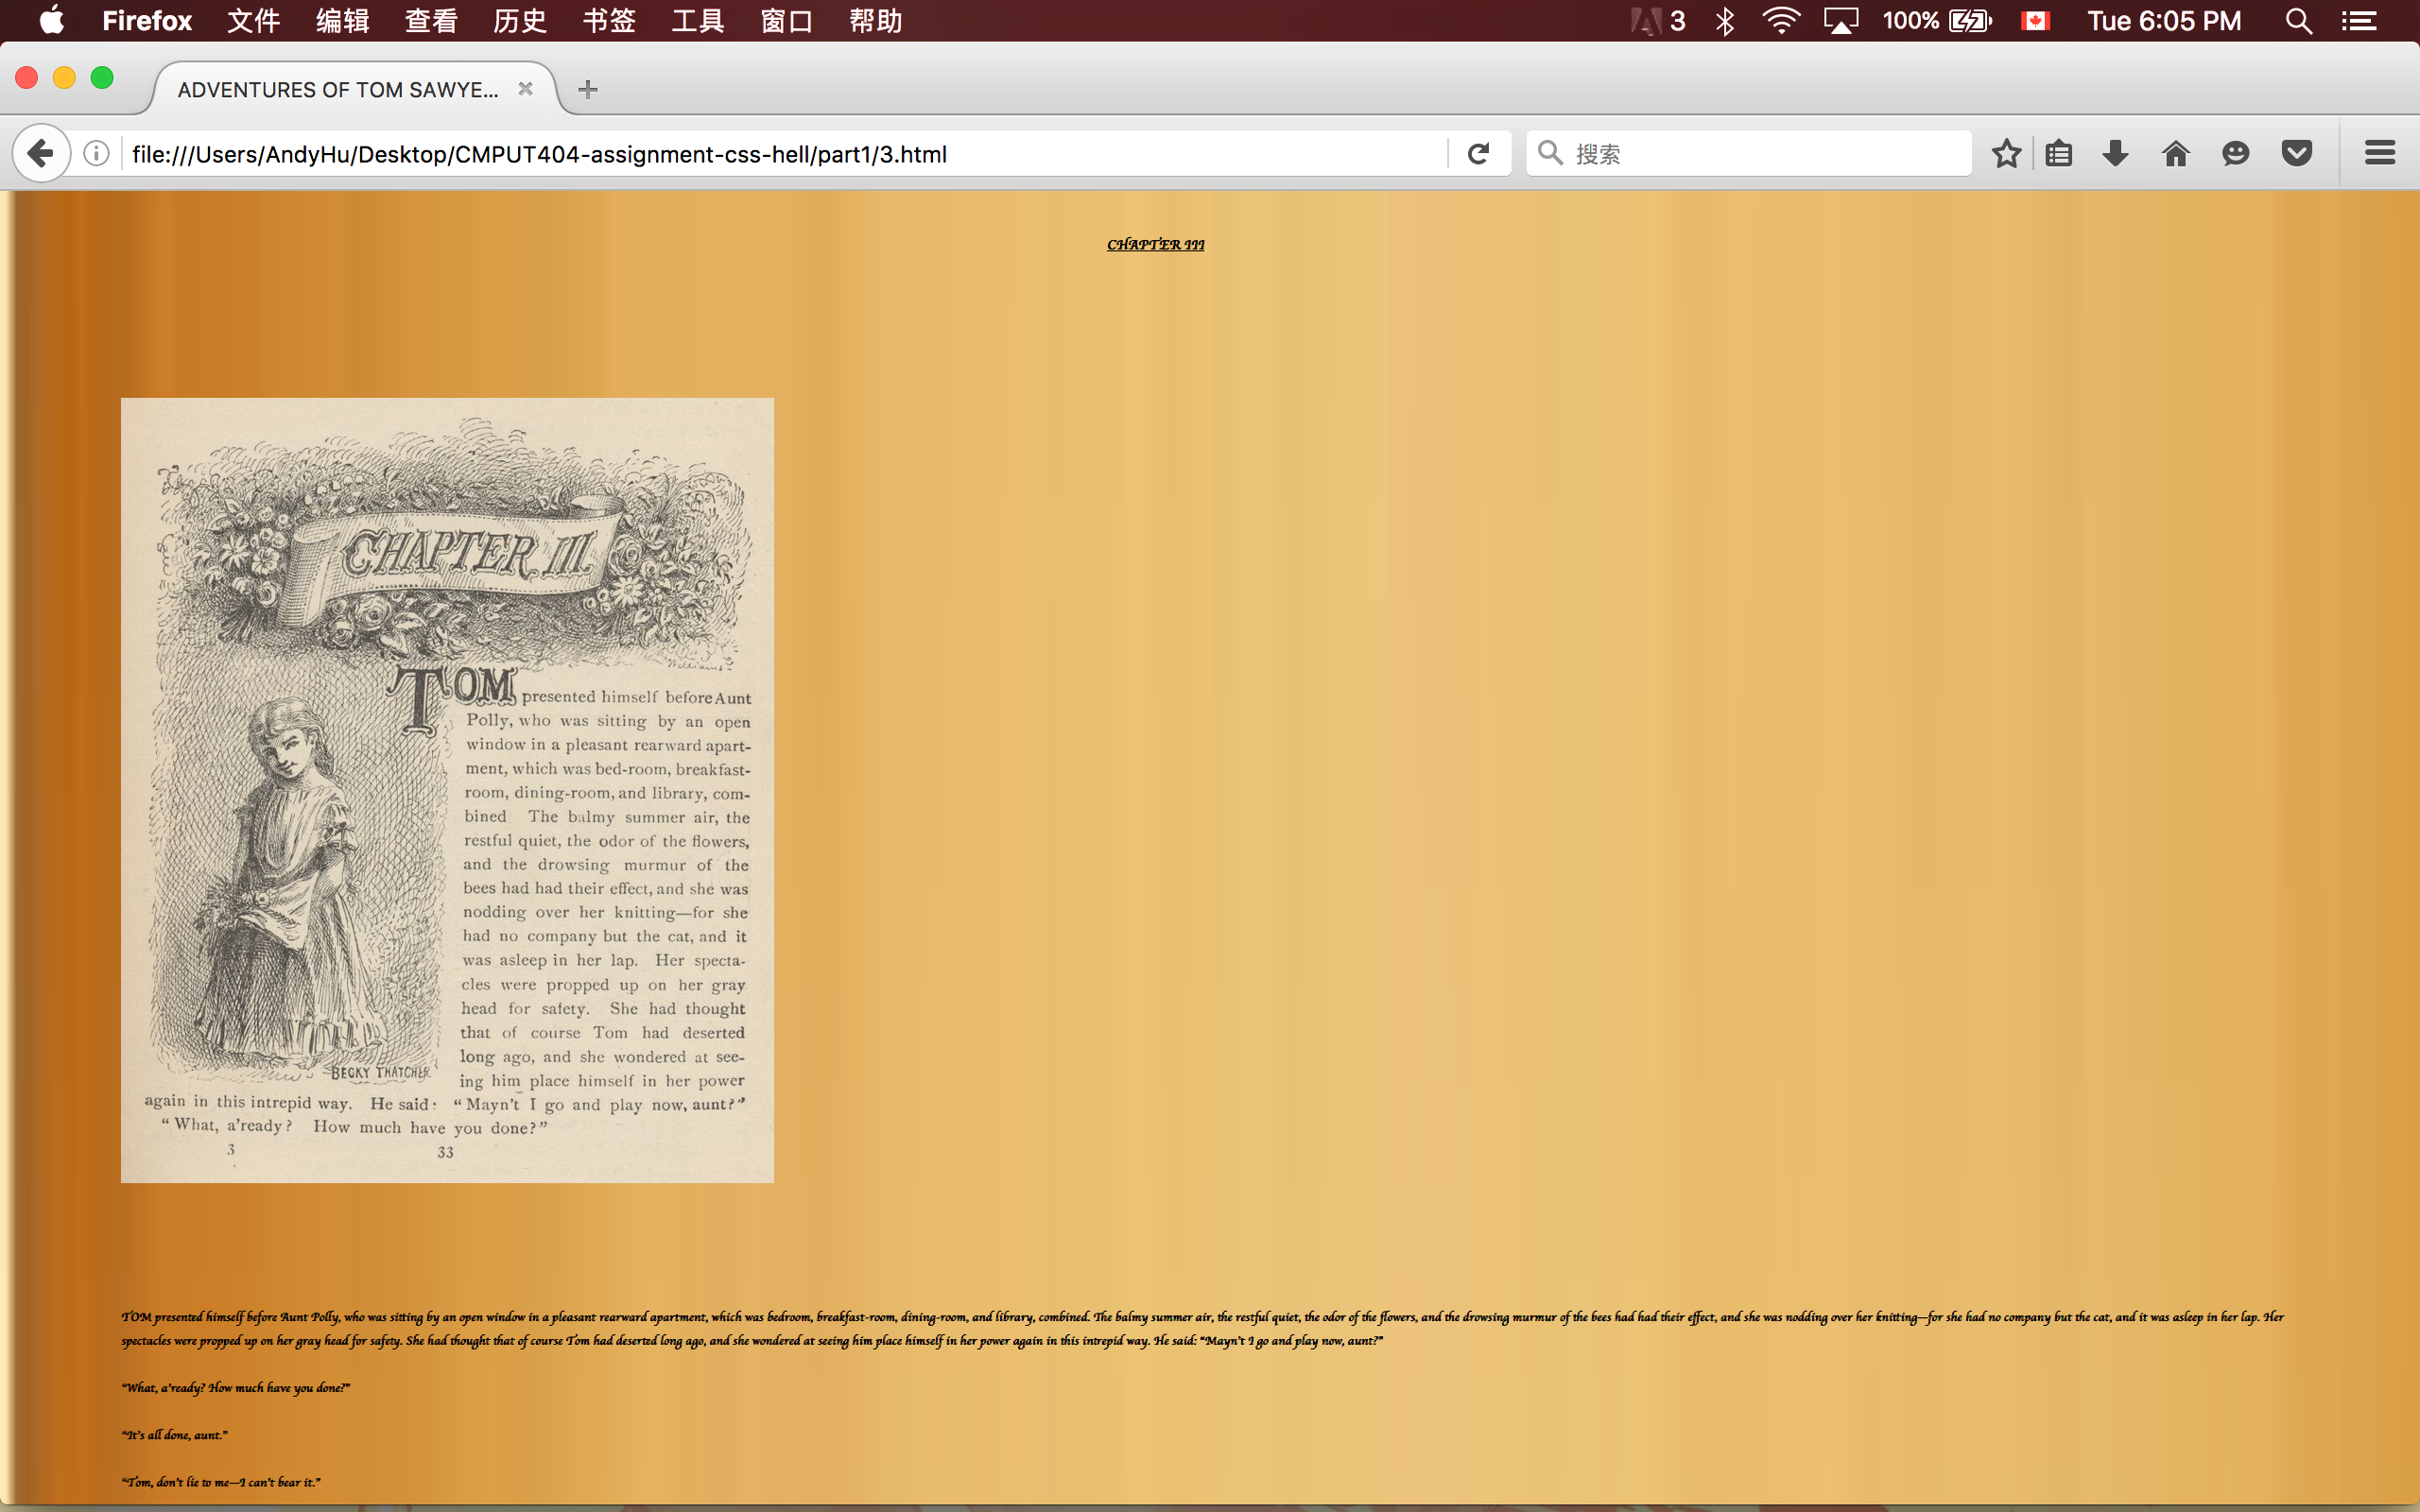 Firefox 文件 编辑 查看 历史 书签 工具 窗口 帮助 3 100% Tue 6:05 PM
ADVENTURES OF TOM SAWYE...
file:///Users/AndyHu/Desktop/CMPUT404-assignment-css-hell/part1/3.html 搜索
CHAPTER III
CHAPTER III.
Williams
TOM presented himself before Aunt
Polly, who was sitting by an open
window in a pleasant rearward apart-
ment, which was bed-room, breakfast-
room, dining-room, and library, com-
bined The balmy summer air, the
restful quiet, the odor of the flowers,
and the drowsing murmur of the
bees had had their effect, and she was
nodding over her knitting—for she
had no company but the cat, and it
was asleep in her lap. Her specta-
cles were propped up on her gray
head for safety. She had thought
that of course Tom had deserted
long ago, and she wondered at see-
ing him place himself in her power
BECKY THATCHER
again in this intrepid way. He said: “Mayn't I go and play now, aunt?”
“What, a'ready? How much have you done?”
3 33
TOM presented himself before Aunt Polly, who was sitting by an open window in a pleasant rearward apartment, which was bedroom, breakfast-room, dining-room, and library, combined. The balmy summer air, the restful quiet, the odor of the flowers, and the drowsing murmur of the bees had had their effect, and she was nodding over her knitting—for she had no company but the cat, and it was asleep in her lap. Her
spectacles were propped up on her gray head for safety. She had thought that of course Tom had deserted long ago, and she wondered at seeing him place himself in her power again in this intrepid way. He said: “Mayn’t I go and play now, aunt?”
“What, a’ready? How much have you done?”
“It’s all done, aunt.”
“Tom, don’t lie to me—I can’t bear it.”